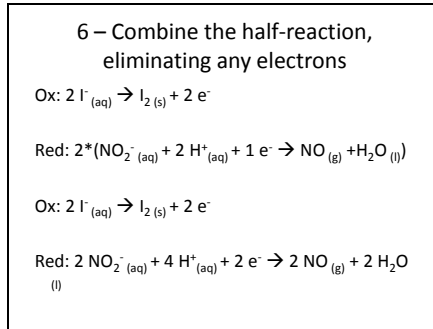 6 – Combine the half-reaction,
eliminating any electrons
Ox: 2 I⁻ (aq) → I₂ (s) + 2 e⁻
Red: 2*(NO₂⁻ (aq) + 2 H⁺(aq) + 1 e⁻ → NO (g) +H₂O (l))
Ox: 2 I⁻ (aq) → I₂ (s) + 2 e⁻
Red: 2 NO₂⁻ (aq) + 4 H⁺(aq) + 2 e⁻ → 2 NO (g) + 2 H₂O
(l)